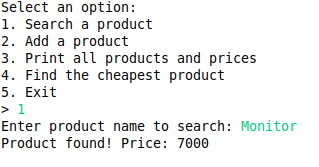 Select an option:
1. Search a product
2. Add a product
3. Print all products and prices
4. Find the cheapest product
5. Exit
> 1
Enter product name to search: Monitor
Product found! Price: 7000